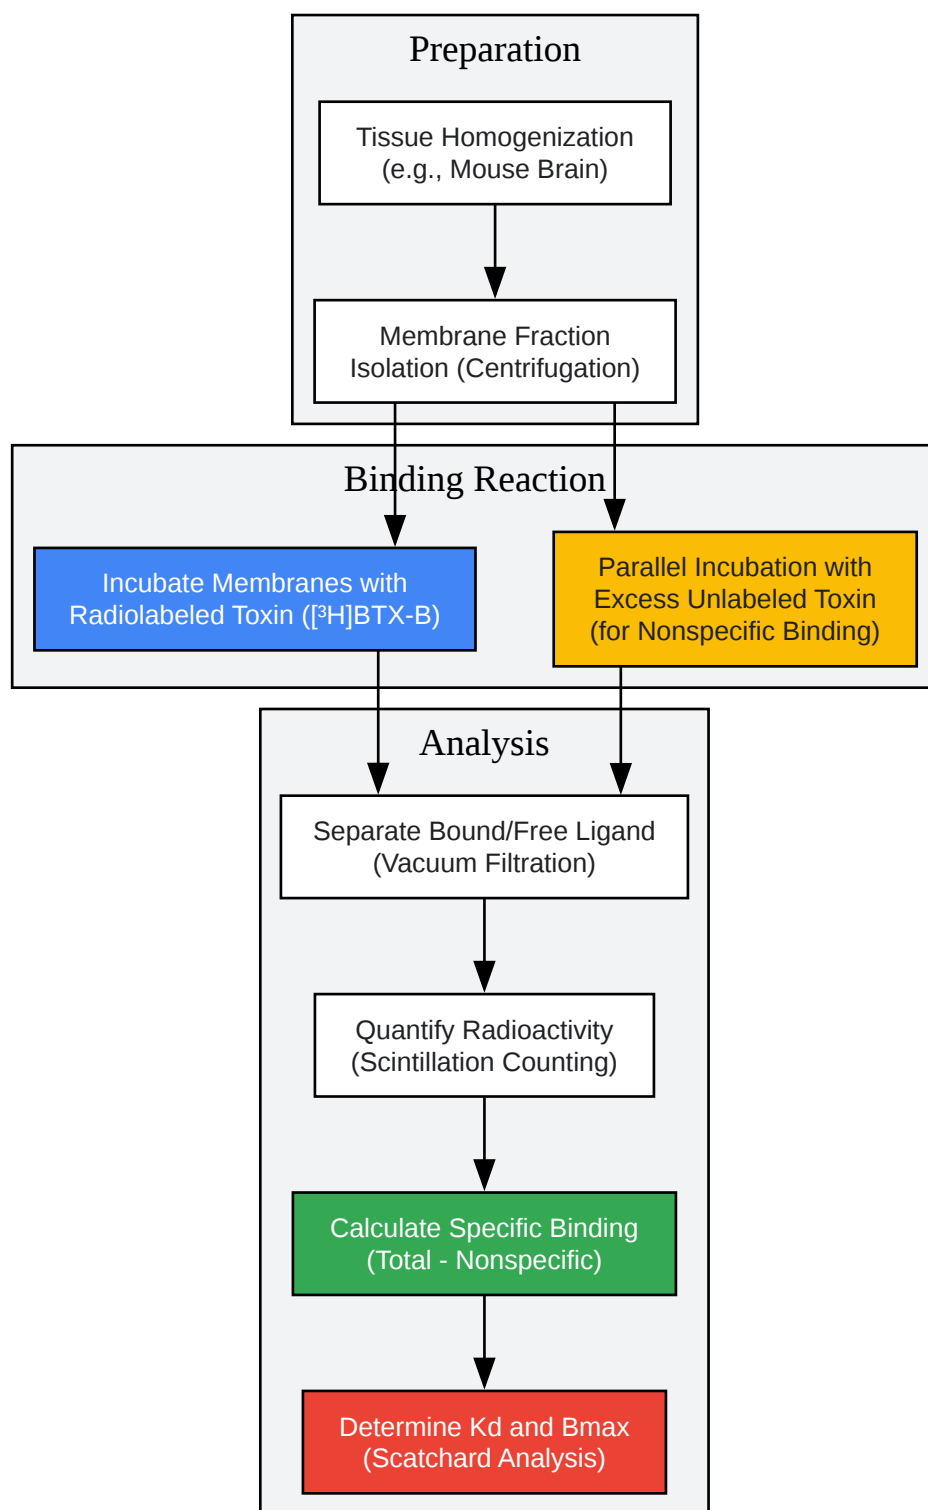 Preparation
Tissue Homogenization
(e.g., Mouse Brain)
Membrane Fraction
Isolation (Centrifugation)
Binding Reaction
Incubate Membranes with
Radiolabeled Toxin ([³H]BTX-B)
Parallel Incubation with
Excess Unlabeled Toxin
(for Nonspecific Binding)
Analysis
Separate Bound/Free Ligand
(Vacuum Filtration)
Quantify Radioactivity
(Scintillation Counting)
Calculate Specific Binding
(Total - Nonspecific)
Determine Kd and Bmax
(Scatchard Analysis)